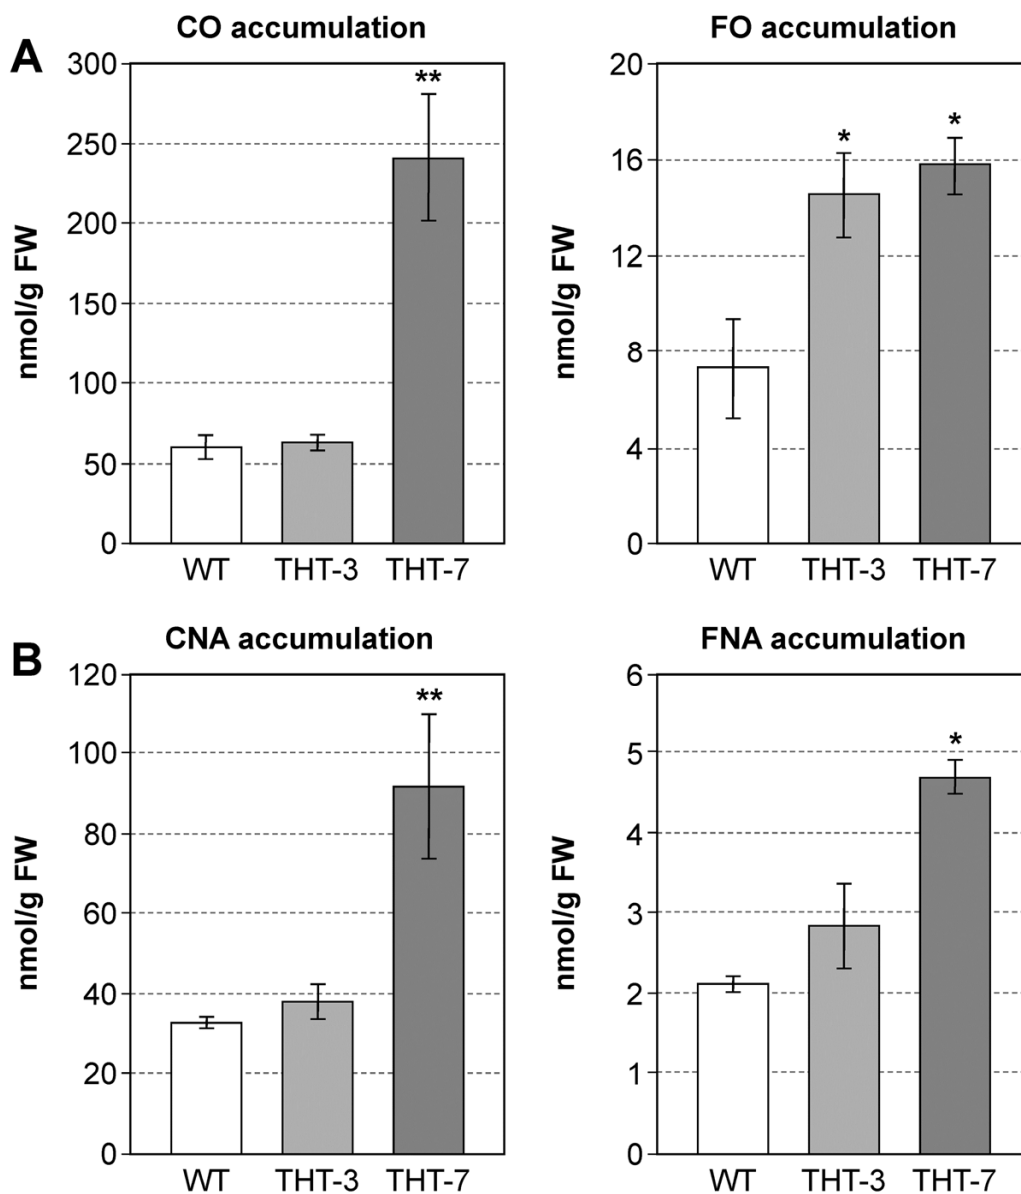 A
CO accumulation
nmol/g FW
300
250
200
150
100
50
0
**
WT THT-3 THT-7
FO accumulation
nmol/g FW
20
16
12
8
4
0
* *
WT THT-3 THT-7
B
CNA accumulation
nmol/g FW
120
100
80
60
40
20
0
**
WT THT-3 THT-7
FNA accumulation
nmol/g FW
6
5
4
3
2
1
0
*
WT THT-3 THT-7